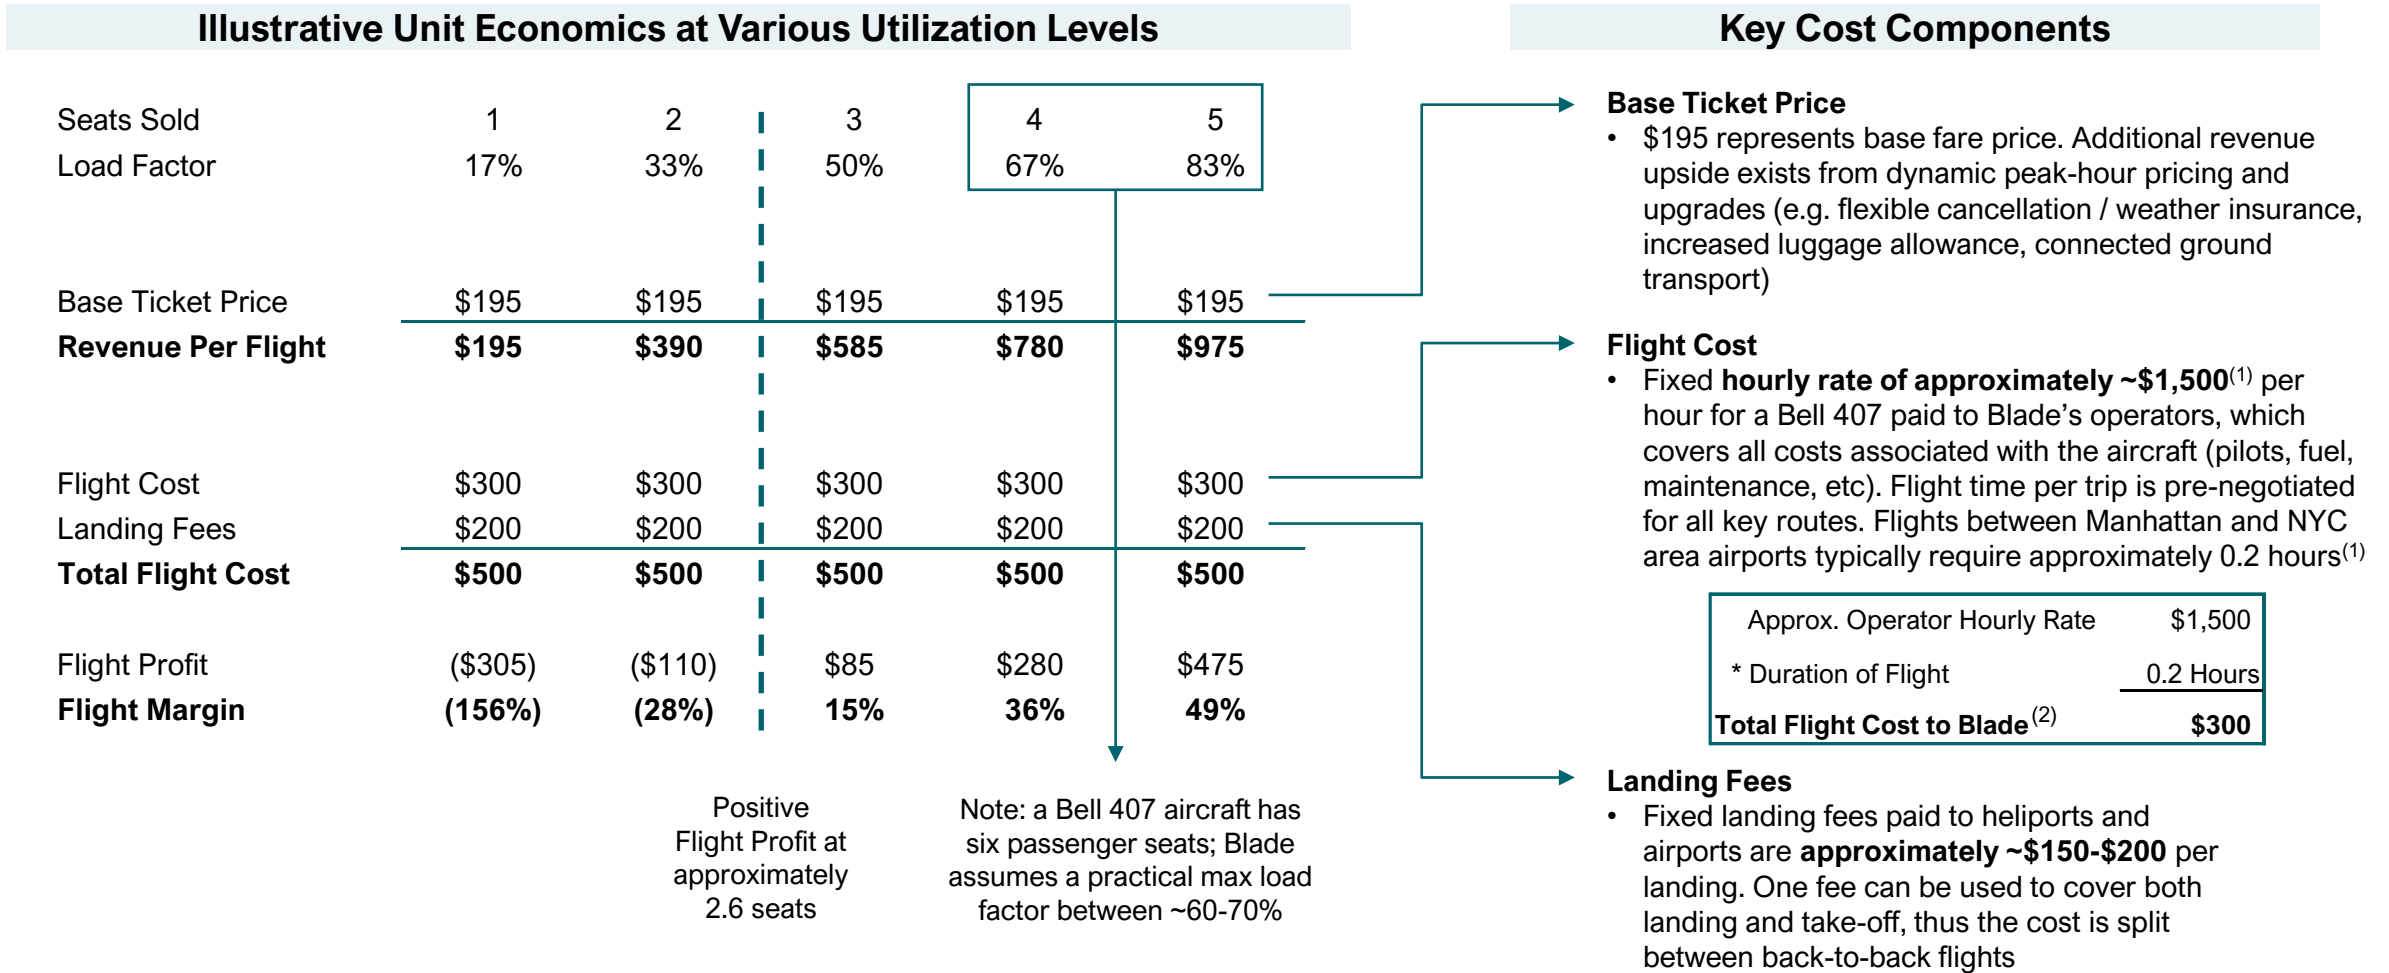 Illustrative Unit Economics at Various Utilization Levels
Seats Sold 1 2 3 4 5
Load Factor 17% 33% 50% 67% 83%
Base Ticket Price $195 $195 $195 $195 $195
Revenue Per Flight $195 $390 $585 $780 $975
Flight Cost $300 $300 $300 $300 $300
Landing Fees $200 $200 $200 $200 $200
Total Flight Cost $500 $500 $500 $500 $500
Flight Profit ($305) ($110) $85 $280 $475
Flight Margin (156%) (28%) 15% 36% 49%
Positive
Flight Profit at
approximately
2.6 seats
Note: a Bell 407 aircraft has
six passenger seats; Blade
assumes a practical max load
factor between ~60-70%
Key Cost Components
Base Ticket Price
• $195 represents base fare price. Additional revenue
upside exists from dynamic peak-hour pricing and
upgrades (e.g. flexible cancellation / weather insurance,
increased luggage allowance, connected ground
transport)
Flight Cost
• Fixed hourly rate of approximately ~$1,500(1) per
hour for a Bell 407 paid to Blade’s operators, which
covers all costs associated with the aircraft (pilots, fuel,
maintenance, etc). Flight time per trip is pre-negotiated
for all key routes. Flights between Manhattan and NYC
area airports typically require approximately 0.2 hours(1)
Approx. Operator Hourly Rate $1,500
* Duration of Flight 0.2 Hours
Total Flight Cost to Blade(2) $300
Landing Fees
• Fixed landing fees paid to heliports and
airports are approximately ~$150-$200 per
landing. One fee can be used to cover both
landing and take-off, thus the cost is split
between back-to-back flights